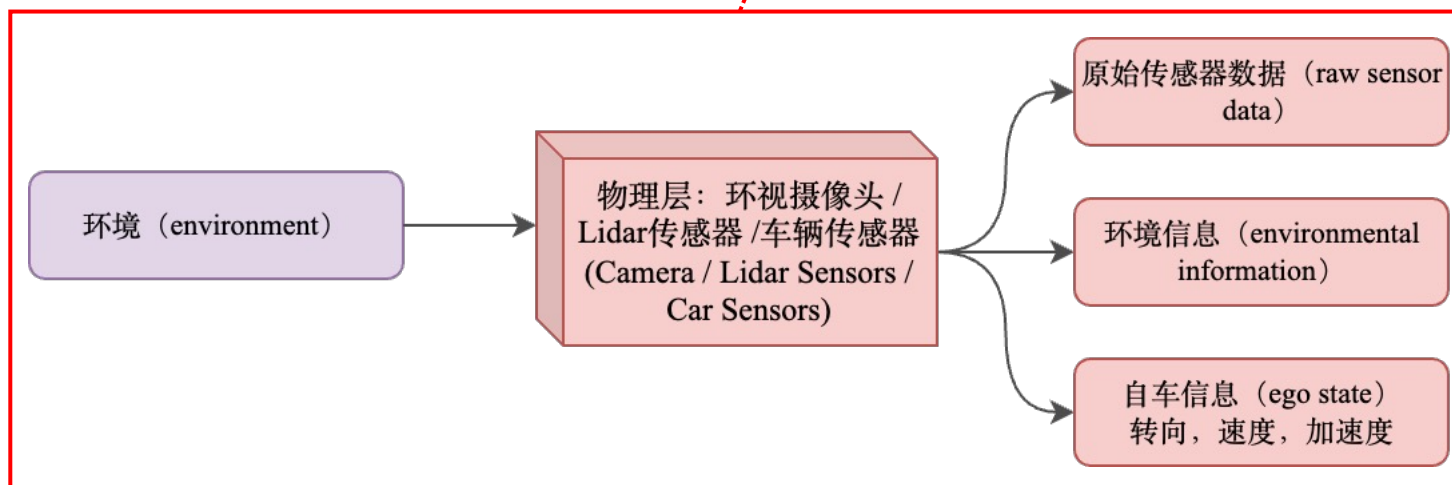 环境（environment）
物理层：环视摄像头 /
Lidar传感器 /车辆传感器
(Camera / Lidar Sensors /
Car Sensors)
原始传感器数据（raw sensor
data）
环境信息（environmental
information）
自车信息（ego state）
转向，速度，加速度